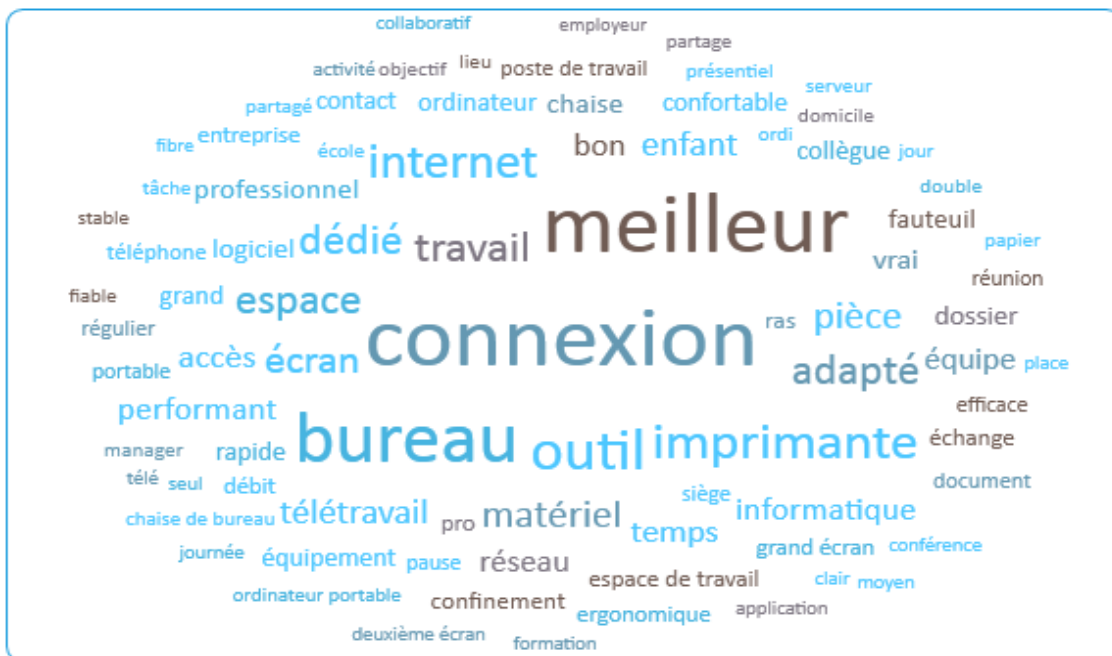 collaboratif employeur
partage
activité objectif lieu poste de travail présentiel
serveur
partagé contact ordinateur chaise confortable
domicile
fibre entreprise école internet bon enfant ordi collègue jour
tâche professionnel meilleur double
stable téléphone logiciel dédié travail fauteuil
vrai papier
réunion
fiable grand espace connexion ras pièce dossier
régulier
portable accès écran adapté équipe place
performant efficace
manager rapide bureau outil imprimante échange
télé seul débit siège document
chaise de bureau télétravail pro matériel temps informatique
journée équipement pause réseau grand écran conférence
espace de travail clair moyen
ordinateur portable confinement ergonomique application
deuxième écran formation